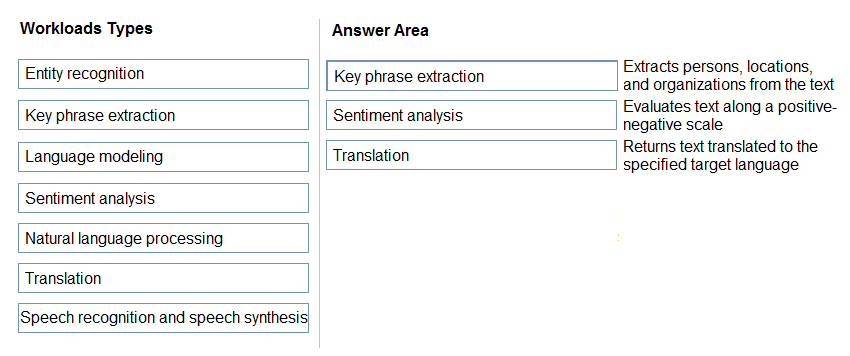 Workloads Types
Entity recognition
Key phrase extraction
Language modeling
Sentiment analysis
Natural language processing
Translation
Speech recognition and speech synthesis
Answer Area
Key phrase extraction
Extracts persons, locations,
and organizations from the text
Sentiment analysis
Evaluates text along a positive-
negative scale
Translation
Returns text translated to the
specified target language